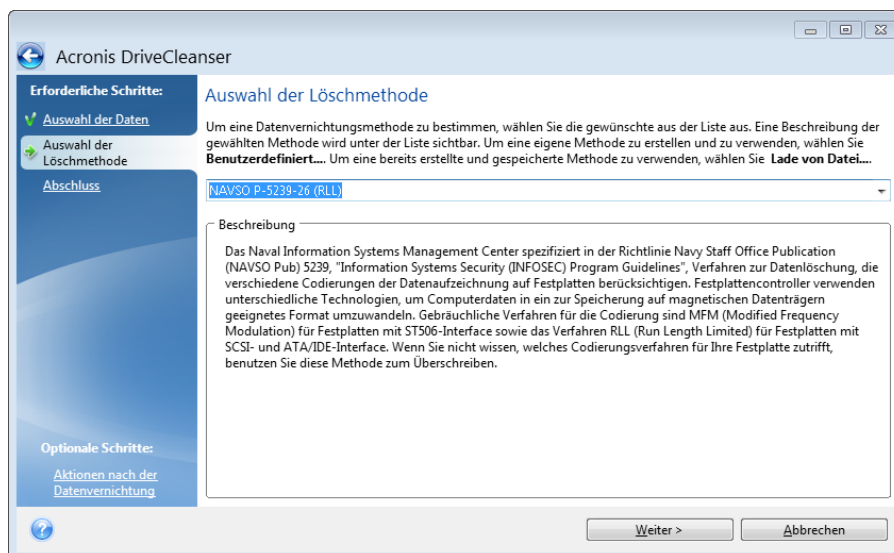 Acronis DriveCleanser
Erforderliche Schritte:
Auswahl der Daten
Auswahl der
Löschmethode
Abschluss
Optionale Schritte:
Aktionen nach der
Datenvernichtung
Auswahl der Löschmethode
Um eine Datenvernichtungsmethode zu bestimmen, wählen Sie die gewünschte aus der Liste aus. Eine Beschreibung der
gewählten Methode wird unter der Liste sichtbar. Um eine eigene Methode zu erstellen und zu verwenden, wählen Sie
Benutzerdefiniert.... Um eine bereits erstellte und gespeicherte Methode zu verwenden, wählen Sie Lade von Datei....
NAVSO P-5239-26 (RLL)
Beschreibung
Das Naval Information Systems Management Center spezifiziert in der Richtlinie Navy Staff Office Publication
(NAVSO Pub) 5239, "Information Systems Security (INFOSEC) Program Guidelines", Verfahren zur Datenlöschung, die
verschiedene Codierungen der Datenaufzeichnung auf Festplatten berücksichtigen. Festplattencontroller verwenden
unterschiedliche Technologien, um Computerdaten in ein zur Speicherung auf magnetischen Datenträgern
geeignetes Format umzuwandeln. Gebräuchliche Verfahren für die Codierung sind MFM (Modified Frequency
Modulation) für Festplatten mit ST506-Interface sowie das Verfahren RLL (Run Length Limited) für Festplatten mit
SCSI- und ATA/IDE-Interface. Wenn Sie nicht wissen, welches Codierungsverfahren für Ihre Festplatte zutrifft,
benutzen Sie diese Methode zum Überschreiben.
?
Weiter >
Abbrechen